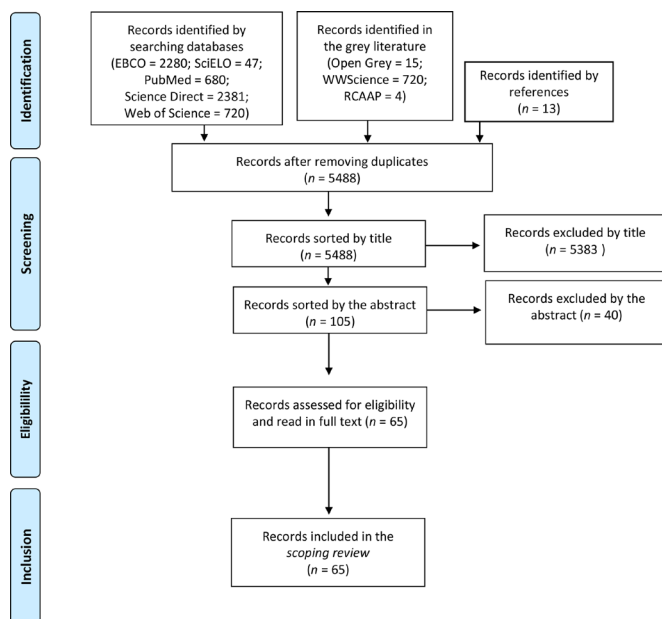 Identification
Records identified by
searching databases
(EBCO = 2280; SciELO = 47;
PubMed = 680;
Science Direct = 2381;
Web of Science = 720)
Records identified in
the grey literature
(Open Grey = 15;
WWScience = 720;
RCAAP = 4)
Records identified by
references
(n = 13)
Screening
Records after removing duplicates
(n = 5488)
Records sorted by title
(n = 5488)
Records excluded by title
(n = 5383 )
Records sorted by the abstract
(n = 105)
Records excluded by the
abstract (n = 40)
Eligibilility
Records assessed for eligibility
and read in full text (n = 65)
Inclusion
Records included in the
scoping review
(n = 65)